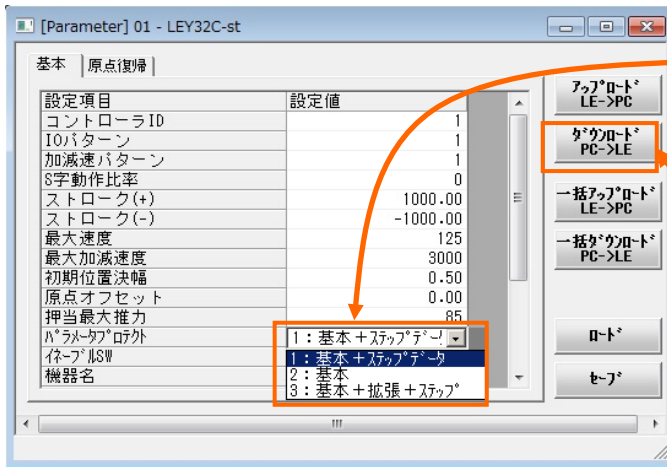 [Parameter] 01 - LEY32C-st
基本 原点復帰
設定項目 設定値
コントローラID 1
IOパターン 1
加減速パターン 1
S字動作比率 0
ストローク(+) 1000.00
ストローク(-) -1000.00
最大速度 125
最大加減速度 3000
初期位置決幅 0.50
原点オフセット 0.00
押当最大推力 85
ﾊﾟﾗﾒｰﾀﾌﾟﾛﾃｸﾄ 1：基本＋ｽﾃｯﾌﾟﾃﾞｰ
ｲﾈｰﾌﾞﾙSW 1：基本＋ｽﾃｯﾌﾟﾃﾞｰﾀ
機器名 2：基本
3：基本＋拡張＋ｽﾃｯﾌﾟ
ｱｯﾌﾟﾛｰﾄﾞ
LE->PC
ﾀﾞｳﾝﾛｰﾄﾞ
PC->LE
一括ｱｯﾌﾟﾛｰﾄﾞ
LE->PC
一括ﾀﾞｳﾝﾛｰﾄﾞ
PC->LE
ﾛｰﾄﾞ
ｾｰﾌﾞ